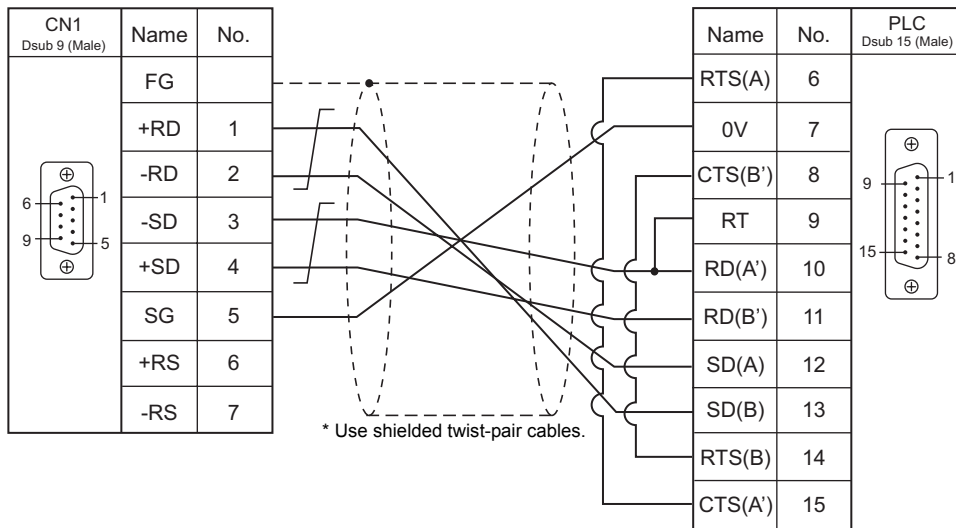 CN1
Dsub 9 (Male)
Name No.
FG
+RD 1
-RD 2
-SD 3
+SD 4
SG 5
+RS 6
-RS 7
6 1
9 5
* Use shielded twist-pair cables.
Name No.
PLC
Dsub 15 (Male)
RTS(A) 6
0V 7
CTS(B') 8
RT 9
RD(A') 10
RD(B') 11
SD(A) 12
SD(B) 13
RTS(B) 14
CTS(A') 15
9 1
15 8